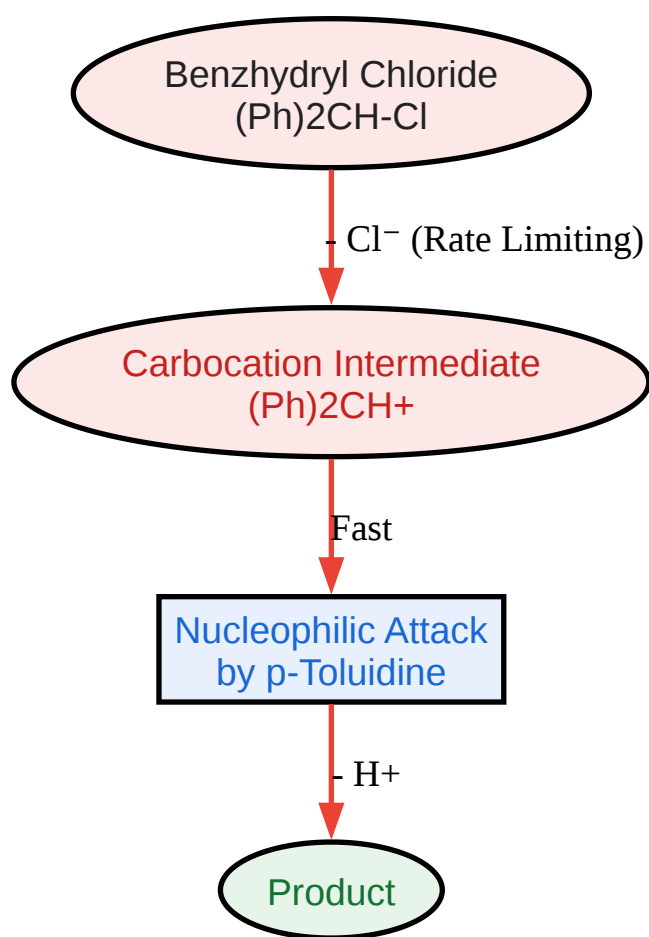 Benzhydryl Chloride
(Ph)2CH-Cl
- Cl⁻ (Rate Limiting)
Carbocation Intermediate
(Ph)2CH+
Fast
Nucleophilic Attack
by p-Toluidine
- H+
Product